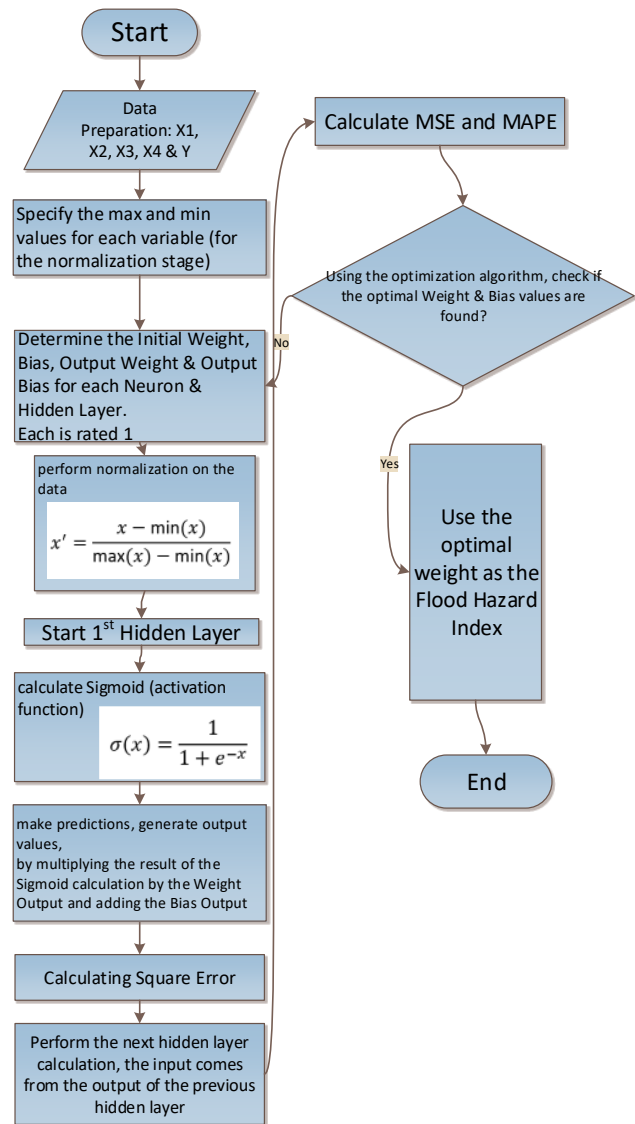 Start
Data
Preparation: X1,
X2, X3, X4 & Y
Specify the max and min
values for each variable (for
the normalization stage)
Determine the Initial Weight,
Bias, Output Weight & Output
Bias for each Neuron &
Hidden Layer.
Each is rated 1
perform normalization on the
data
x′ = (x − min(x)) / (max(x) − min(x))
Start 1st Hidden Layer
calculate Sigmoid (activation
function)
σ(x) = 1 / (1 + e^−x)
make predictions, generate output
values,
by multiplying the result of the
Sigmoid calculation by the Weight
Output and adding the Bias Output
Calculating Square Error
Perform the next hidden layer
calculation, the input comes
from the output of the previous
hidden layer
Calculate MSE and MAPE
Using the optimization algorithm, check if
the optimal Weight & Bias values are
found?
No
Yes
Use the
optimal
weight as the
Flood Hazard
Index
End